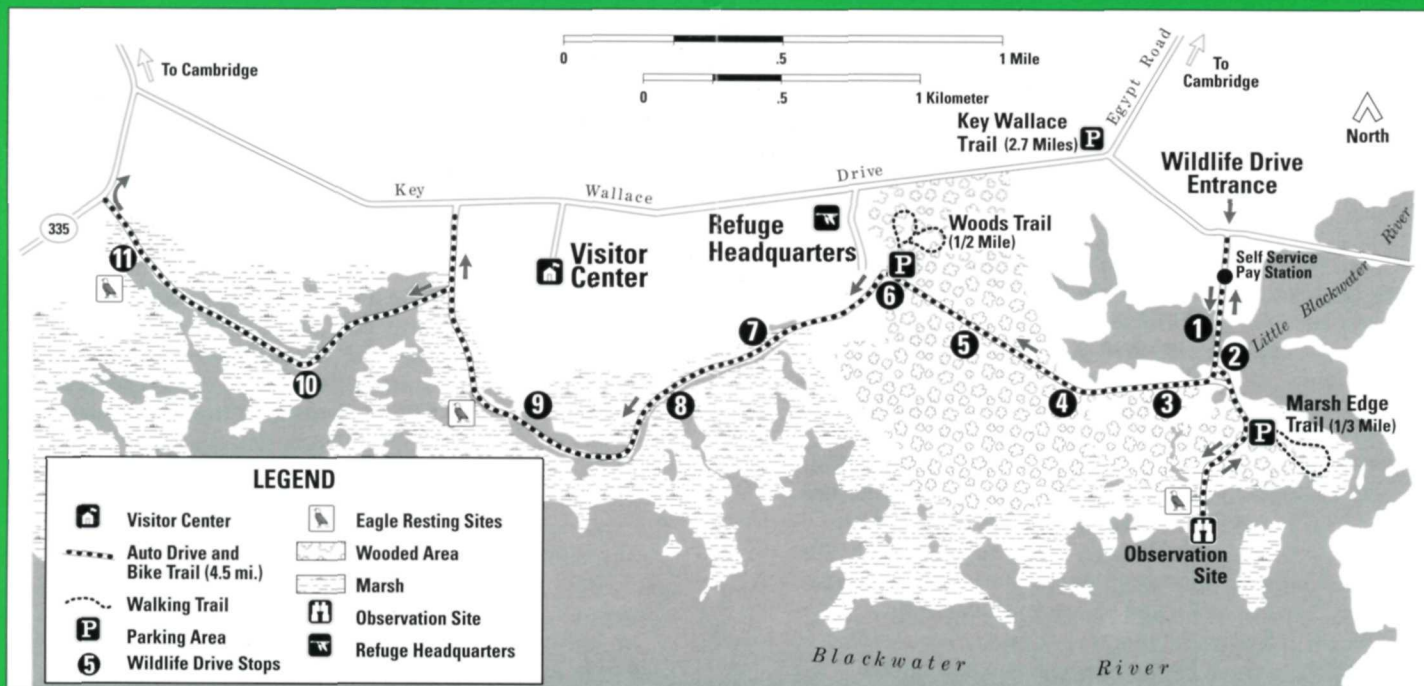 0
.5
1 Mile
0
.5
1 Kilometer
To Cambridge
Egypt Road
To
Cambridge
North
Key Wallace
Trail (2.7 Miles)
P
Wildlife Drive
Entrance
Key Wallace Drive
335
Visitor
Center
Refuge
Headquarters
Woods Trail
(1/2 Mile)
P
Self Service
Pay Station
Little Blackwater River
1
2
3
4
5
6
7
8
9
10
11
Marsh Edge
Trail (1/3 Mile)
P
Observation
Site
Blackwater River
LEGEND
Visitor Center
Auto Drive and
Bike Trail (4.5 mi.)
Walking Trail
P Parking Area
5 Wildlife Drive Stops
Eagle Resting Sites
Wooded Area
Marsh
Observation Site
Refuge Headquarters